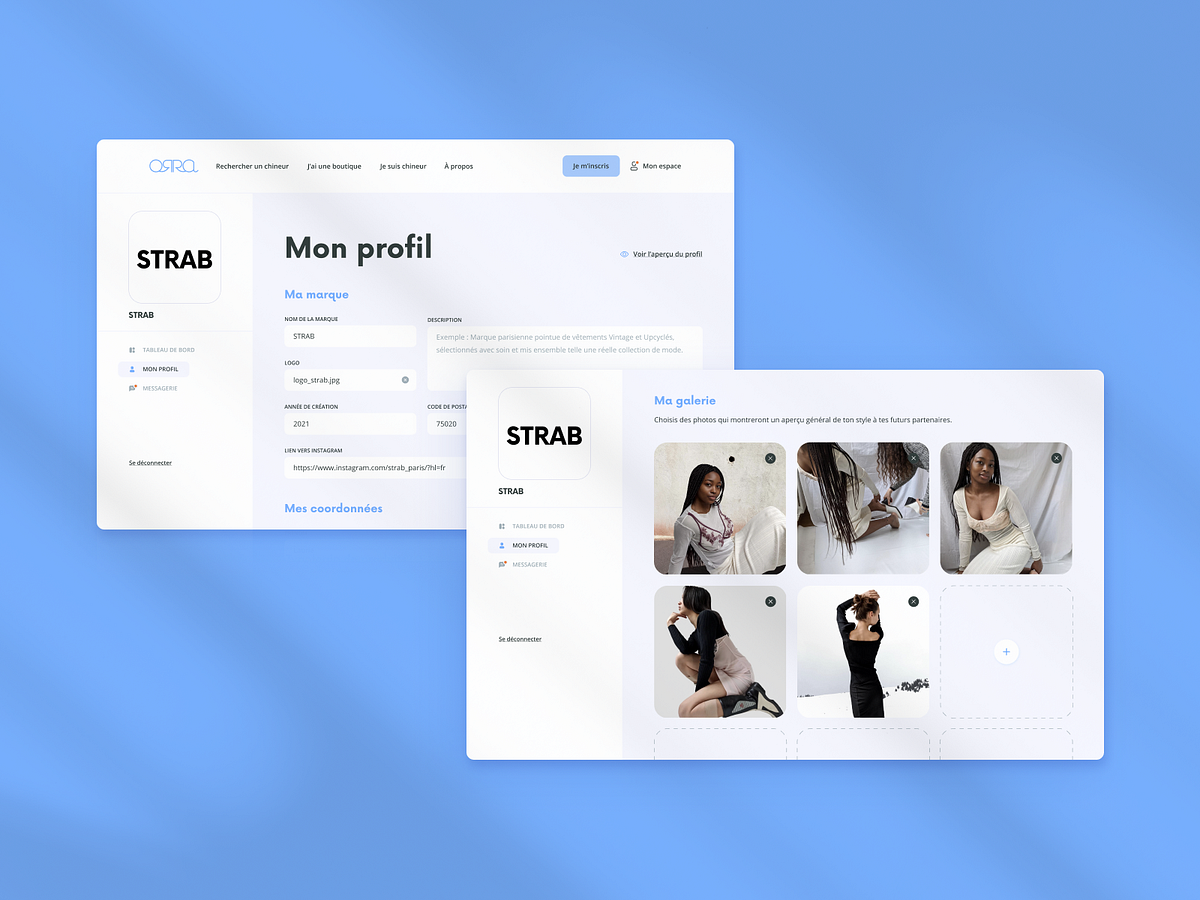 OSTRA
Rechercher un chineur
J'ai une boutique
Je suis chineur
À propos
Je m'inscris
Mon espace
STRAB
STRAB
TABLEAU DE BORD
MON PROFIL
MESSAGERIE
Se déconnecter
Mon profil
Voir l'aperçu du profil
Ma marque
NOM DE LA MARQUE
STRAB
DESCRIPTION
Exemple : Marque parisienne pointue de vêtements Vintage et Upcyclés,
sélectionnés avec soin et mis ensemble telle une réelle collection de mode.
LOGO
logo_strab.jpg
ANNÉE DE CRÉATION
2021
CODE DE POSTA
75020
LIEN VERS INSTAGRAM
https://www.instagram.com/strab_paris/?hl=fr
Mes coordonnées
STRAB
STRAB
TABLEAU DE BORD
MON PROFIL
MESSAGERIE
Se déconnecter
Ma galerie
Choisis des photos qui montreront un aperçu général de ton style à tes futurs partenaires.